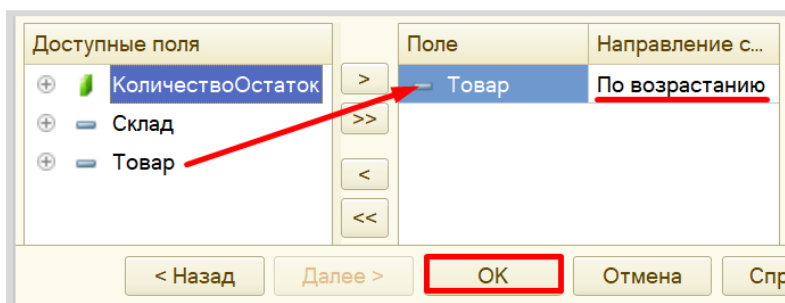 Доступные поля
Поле
Направление с...
КоличествоОстаток
>
Товар
По возрастанию
Склад
>>
Товар
<
<<
< Назад
Далее >
OK
Отмена
Спр